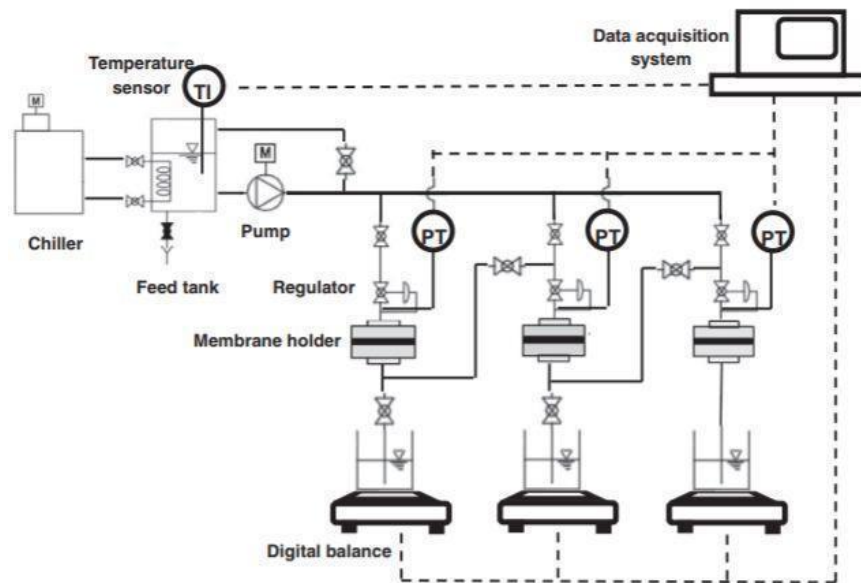 Data acquisition
system
Temperature
sensor
TI
M
M
Chiller
Pump
PT
PT
PT
Feed tank
Regulator
Membrane holder
Digital balance